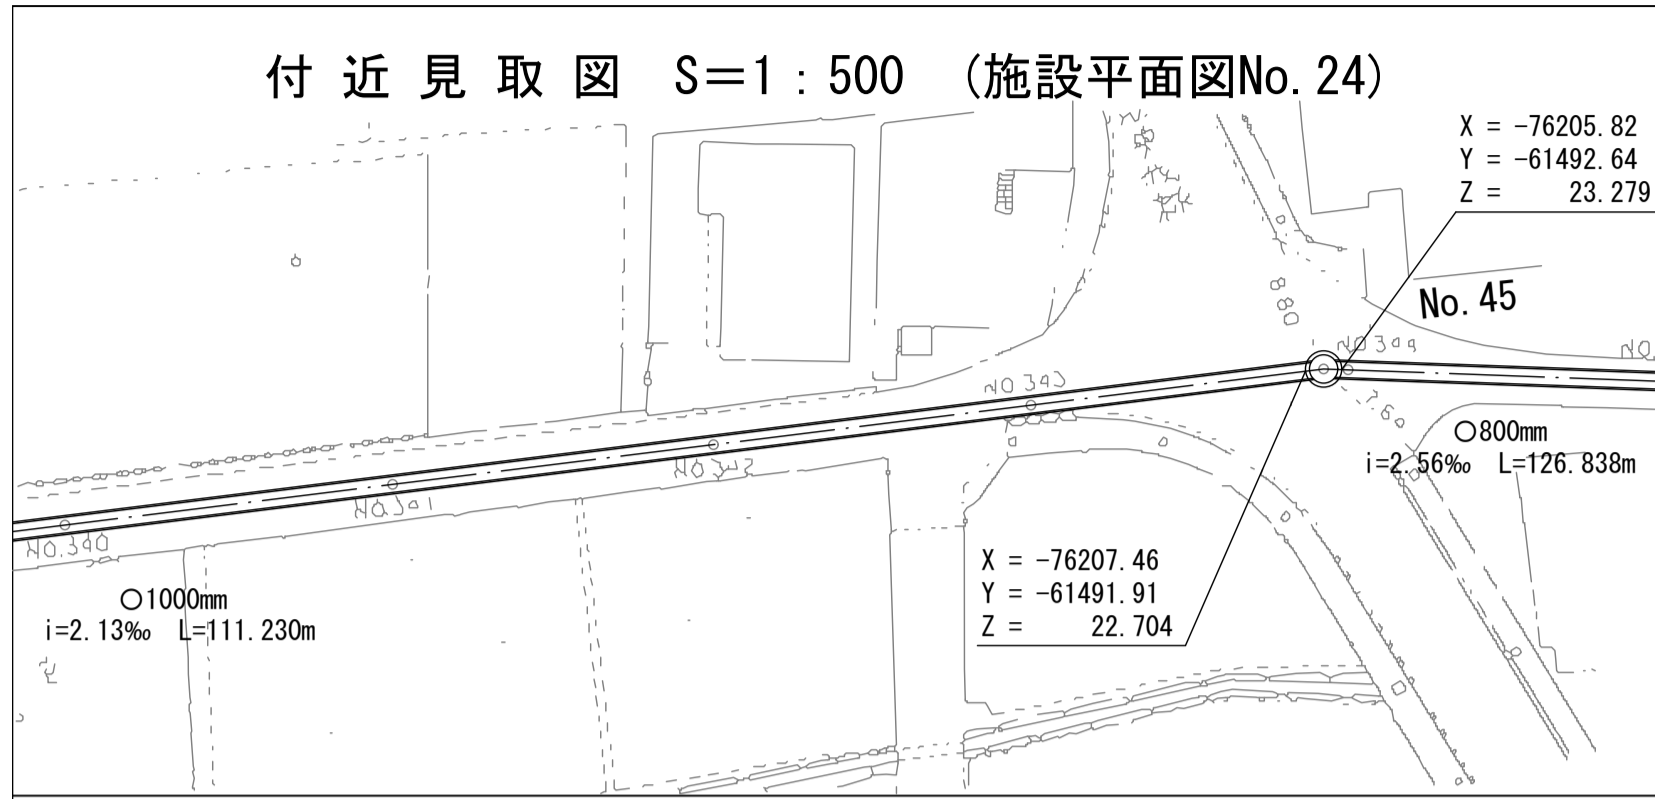 付近見取図 S=1:500 (施設平面図No.24)
X = -76205.82
Y = -61492.64
Z = 23.279
No.45
NO.344
NO.
NO.343
NO.342
NO.341
NO.340
○800mm
i=2.56‰ L=126.838m
X = -76207.46
Y = -61491.91
Z = 22.704
○1000mm
i=2.13‰ L=111.230m